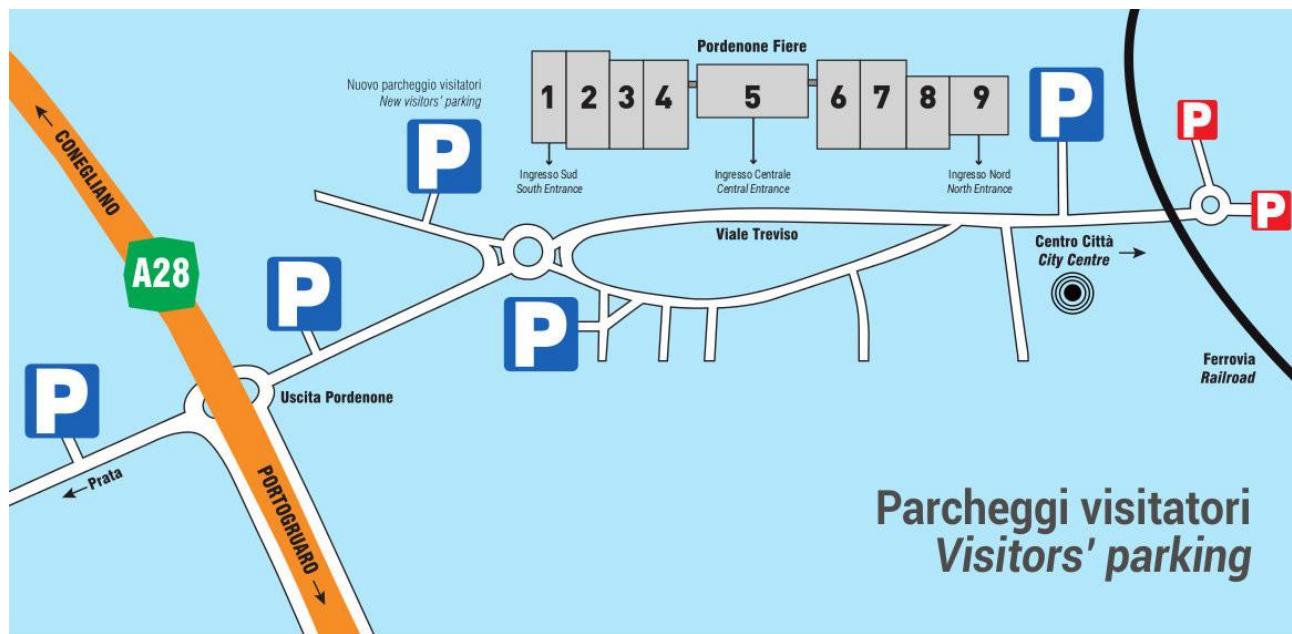 Pordenone Fiere
Nuovo parcheggio visitatori
New visitors' parking
P
1 2 3 4 5 6 7 8 9
P
P
Ingresso Sud
South Entrance
Ingresso Centrale
Central Entrance
Ingresso Nord
North Entrance
CONEGLIANO
P
Viale Treviso
Centro Città
City Centre
A28
P
P
P
Ferrovia
Railroad
Uscita Pordenone
Prata
PORTOGRUARO
Parcheggi visitatori
Visitors' parking